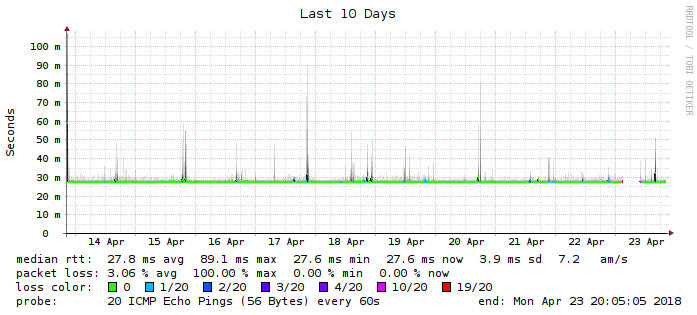 Last 10 Days
RRDTOOL / TOBI OETIKER
Seconds
100 m
90 m
80 m
70 m
60 m
50 m
40 m
30 m
20 m
10 m
0
14 Apr 15 Apr 16 Apr 17 Apr 18 Apr 19 Apr 20 Apr 21 Apr 22 Apr 23 Apr
median rtt: 27.8 ms avg 89.1 ms max 27.6 ms min 27.6 ms now 3.9 ms sd 7.2 am/s
packet loss: 3.06 % avg 100.00 % max 0.00 % min 0.00 % now
loss color: 0 1/20 2/20 3/20 4/20 10/20 19/20
probe: 20 ICMP Echo Pings (56 Bytes) every 60s end: Mon Apr 23 20:05:05 2018